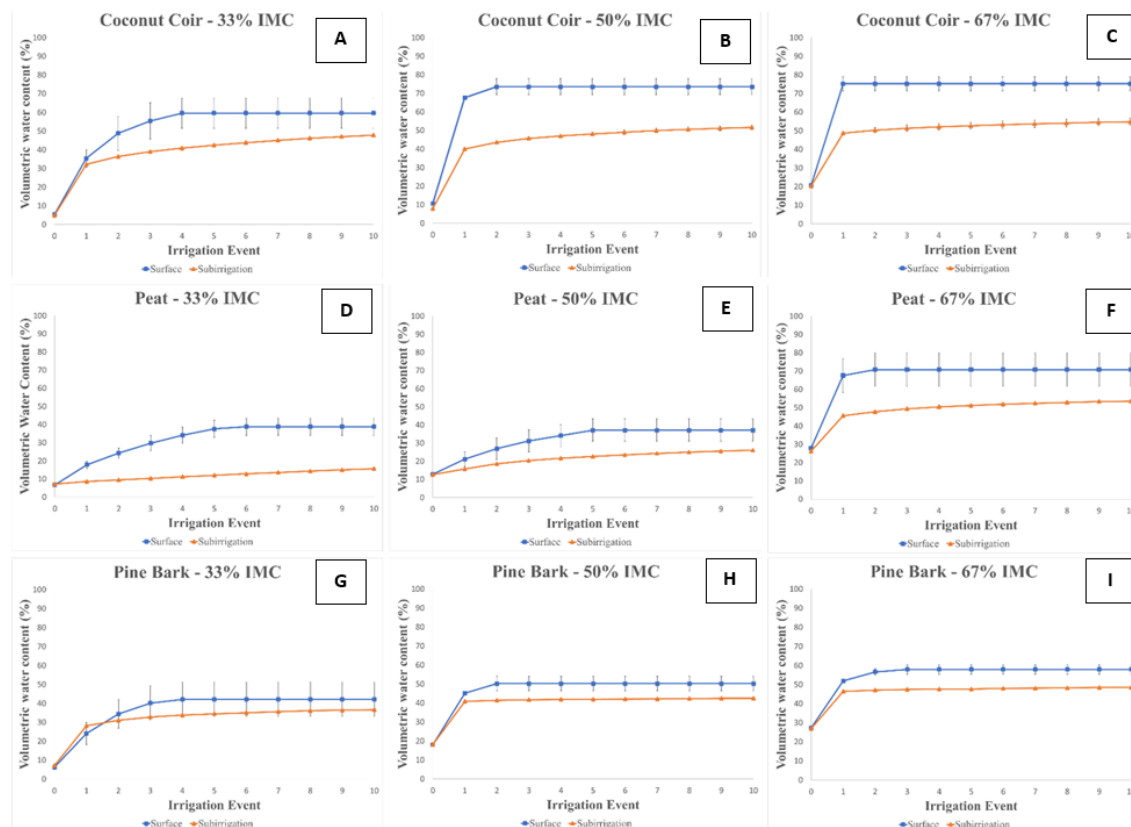 Coconut Coir - 33% IMC
A
Volumetric water content (%)
100
90
80
70
60
50
40
30
20
10
0
0 1 2 3 4 5 6 7 8 9 10
Irrigation Event
Surface Subirrigation
Coconut Coir - 50% IMC
B
Volumetric water content (%)
100
90
80
70
60
50
40
30
20
10
0
0 1 2 3 4 5 6 7 8 9 10
Irrigation Event
Surface Subirrigation
Coconut Coir - 67% IMC
C
Volumetric water content (%)
100
90
80
70
60
50
40
30
20
10
0
0 1 2 3 4 5 6 7 8 9 10
Irrigation Event
Surface Subirrigation
Peat - 33% IMC
D
Volumetric Water Content (%)
100
90
80
70
60
50
40
30
20
10
0
0 1 2 3 4 5 6 7 8 9 10
Irrigation Event
Surface Subirrigation
Peat - 50% IMC
E
Volumetric water content (%)
100
90
80
70
60
50
40
30
20
10
0
0 1 2 3 4 5 6 7 8 9 10
Irrigation Event
Surface Subirrigation
Peat - 67% IMC
F
Volumetric water content (%)
100
90
80
70
60
50
40
30
20
10
0
0 1 2 3 4 5 6 7 8 9 10
Irrigation Event
Surface Subirrigation
Pine Bark - 33% IMC
G
Volumetric water content (%)
100
90
80
70
60
50
40
30
20
10
0
0 1 2 3 4 5 6 7 8 9 10
Irrigation Event
Surface Subirrigation
Pine Bark - 50% IMC
H
Volumetric water content (%)
100
90
80
70
60
50
40
30
20
10
0
0 1 2 3 4 5 6 7 8 9 10
Irrigation Event
Surface Subirrigation
Pine Bark - 67% IMC
I
Volumetric water content (%)
100
90
80
70
60
50
40
30
20
10
0
0 1 2 3 4 5 6 7 8 9 10
Irrigation Event
Surface Subirrigation